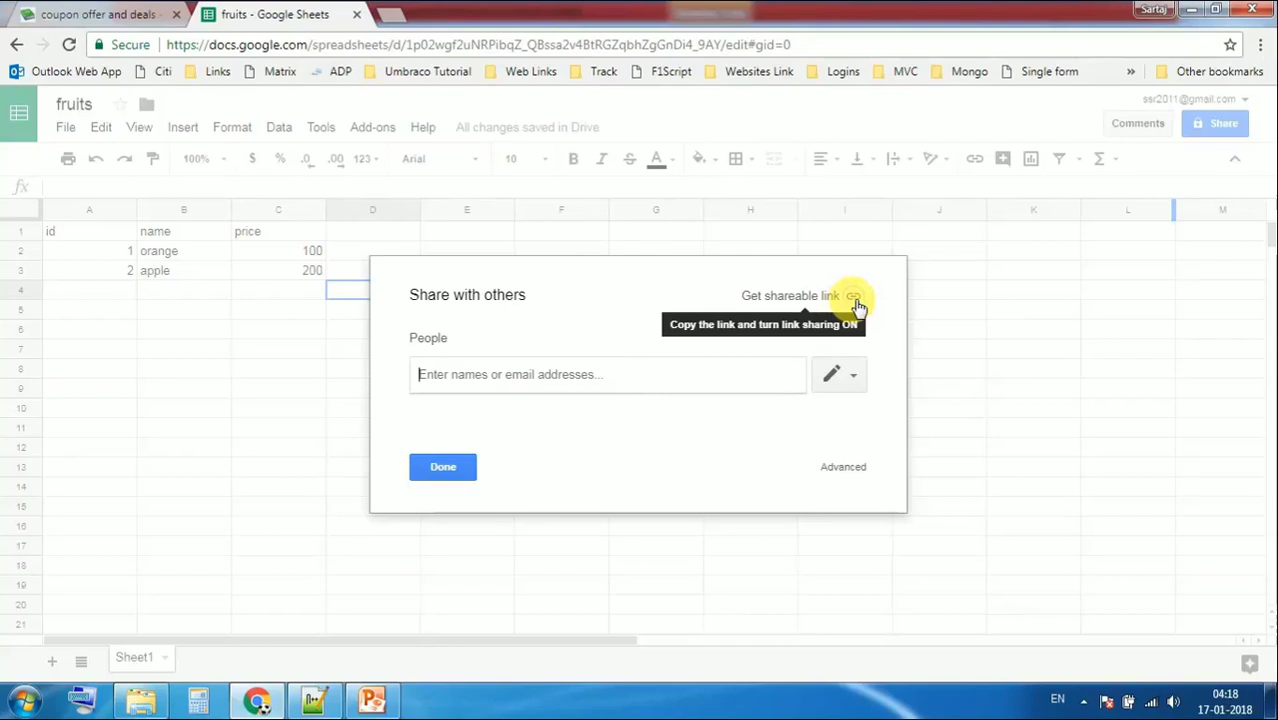 coupon offer and deals -
fruits - Google Sheets
Sartaj
Secure
https://docs.google.com/spreadsheets/d/1p02wgf2uNRPibqZ_QBssa2v4BtRGZqbhZgGnDi4_9AY/edit#gid=0
Outlook Web App Citi Links Matrix ADP Umbraco Tutorial Web Links Track F1Script Websites Link Logins MVC Mongo Single form » Other bookmarks
fruits
ssr2011@gmail.com
File Edit View Insert Format Data Tools Add-ons Help All changes saved in Drive
Comments Share
100% $ % .0 .00 123 Arial 10 B I S A Σ
fx
A B C D E F G H I J K L M
1 id name price
2 1 orange 100
3 2 apple 200
4
5
6
7
8
9
10
11
12
13
14
15
16
17
18
19
20
21
Share with others
Get shareable link
Copy the link and turn link sharing ON
People
Enter names or email addresses...
Done
Advanced
Sheet1
EN
04:18
17-01-2018